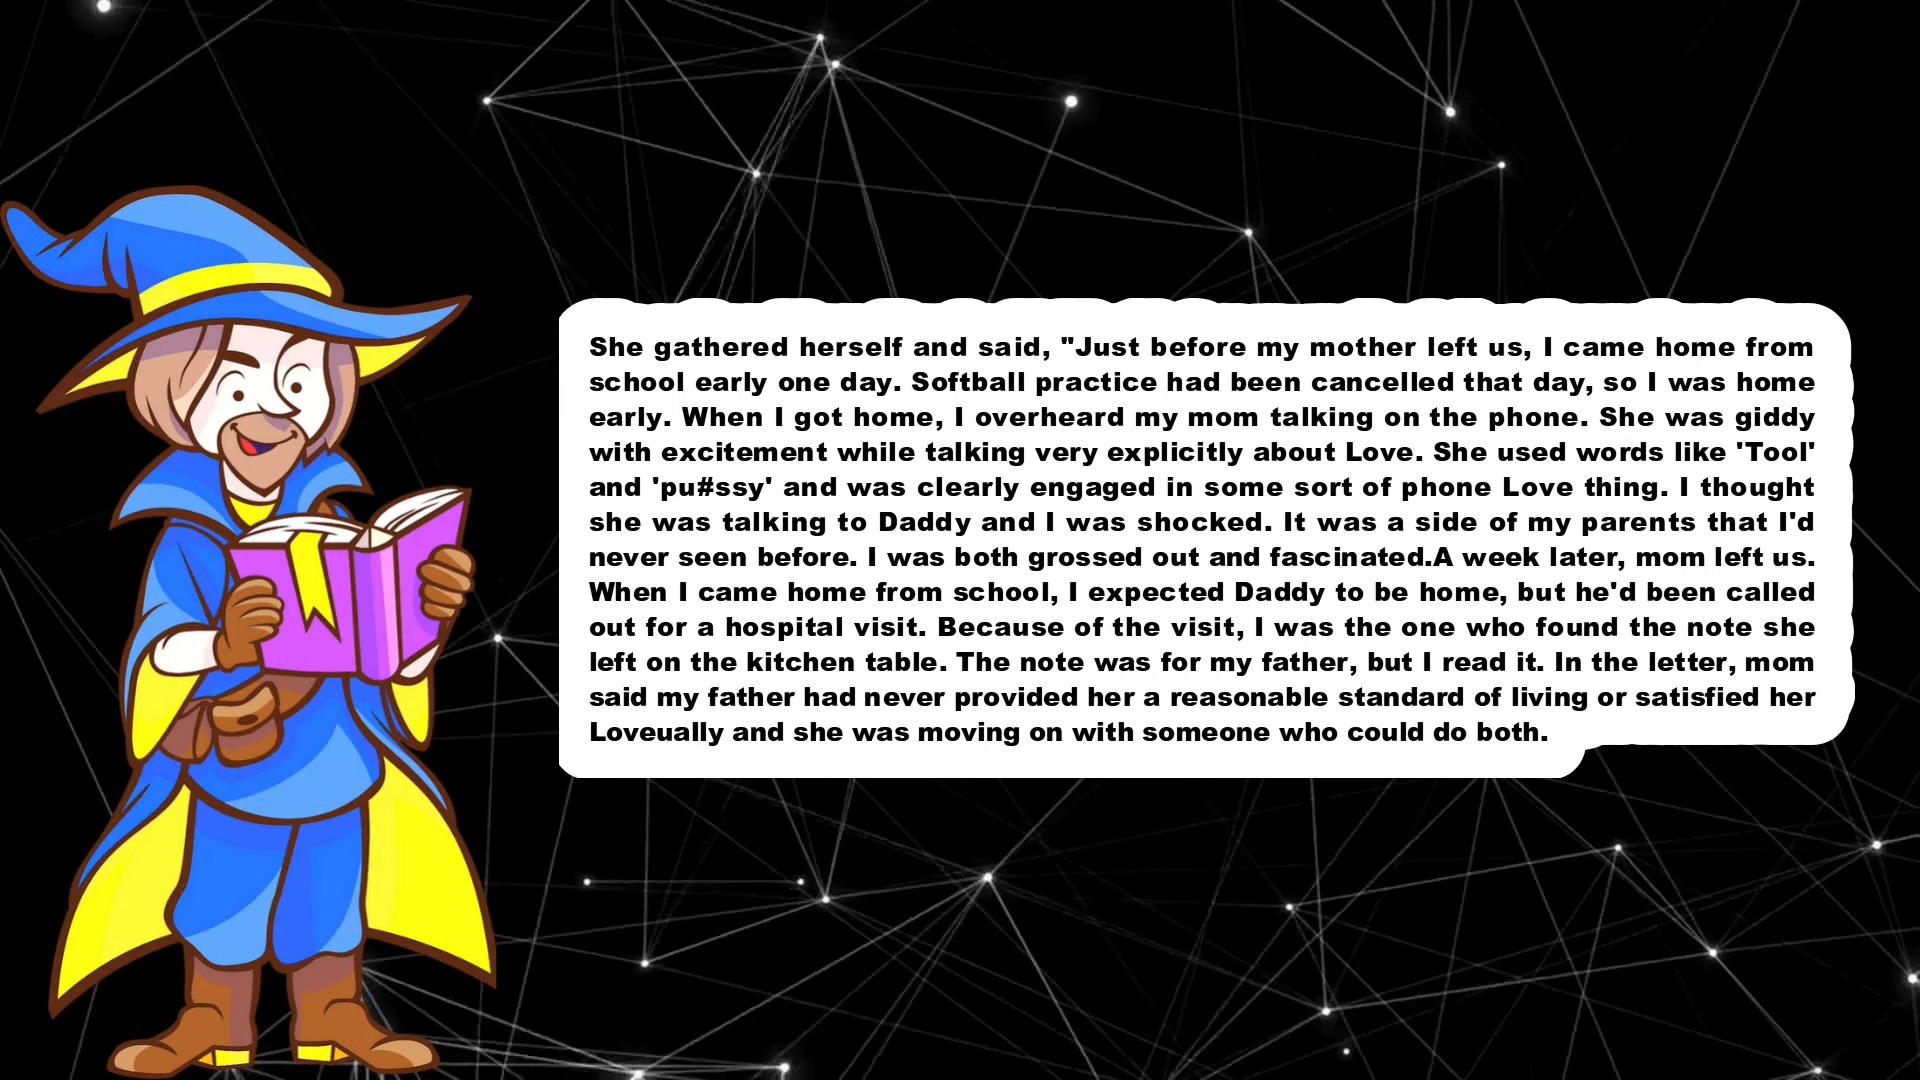 She gathered herself and said, "Just before my mother left us, I came home from
school early one day. Softball practice had been cancelled that day, so I was home
early. When I got home, I overheard my mom talking on the phone. She was giddy
with excitement while talking very explicitly about Love. She used words like 'Tool'
and 'pu#ssy' and was clearly engaged in some sort of phone Love thing. I thought
she was talking to Daddy and I was shocked. It was a side of my parents that I'd
never seen before. I was both grossed out and fascinated.A week later, mom left us.
When I came home from school, I expected Daddy to be home, but he'd been called
out for a hospital visit. Because of the visit, I was the one who found the note she
left on the kitchen table. The note was for my father, but I read it. In the letter, mom
said my father had never provided her a reasonable standard of living or satisfied her
Loveually and she was moving on with someone who could do both.